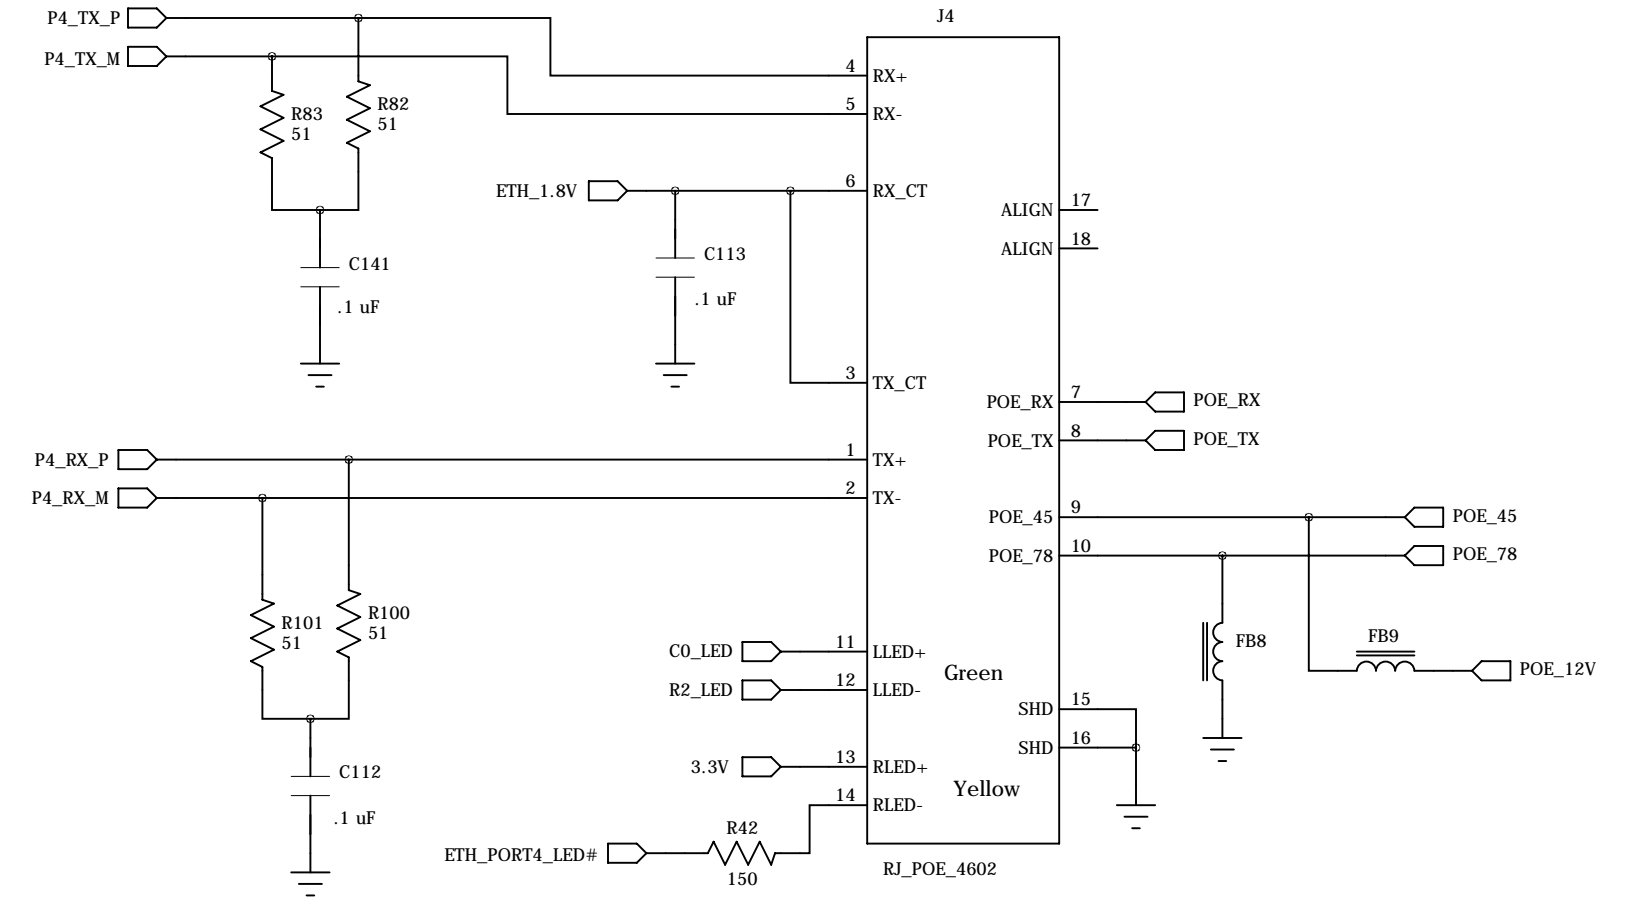 P4_TX_P
P4_TX_M
R83
51
R82
51
C141
.1 uF
ETH_1.8V
C113
.1 uF
P4_RX_P
P4_RX_M
R101
51
R100
51
C112
.1 uF
C0_LED
R2_LED
3.3V
ETH_PORT4_LED#
R42
150
J4
4 RX+
5 RX-
6 RX_CT
3 TX_CT
1 TX+
2 TX-
11 LLED+
12 LLED-
13 RLED+
14 RLED-
Green
Yellow
ALIGN 17
ALIGN 18
POE_RX 7 POE_RX
POE_TX 8 POE_TX
POE_45 9 POE_45
POE_78 10 POE_78
FB8
FB9
POE_12V
SHD 15
SHD 16
RJ_POE_4602